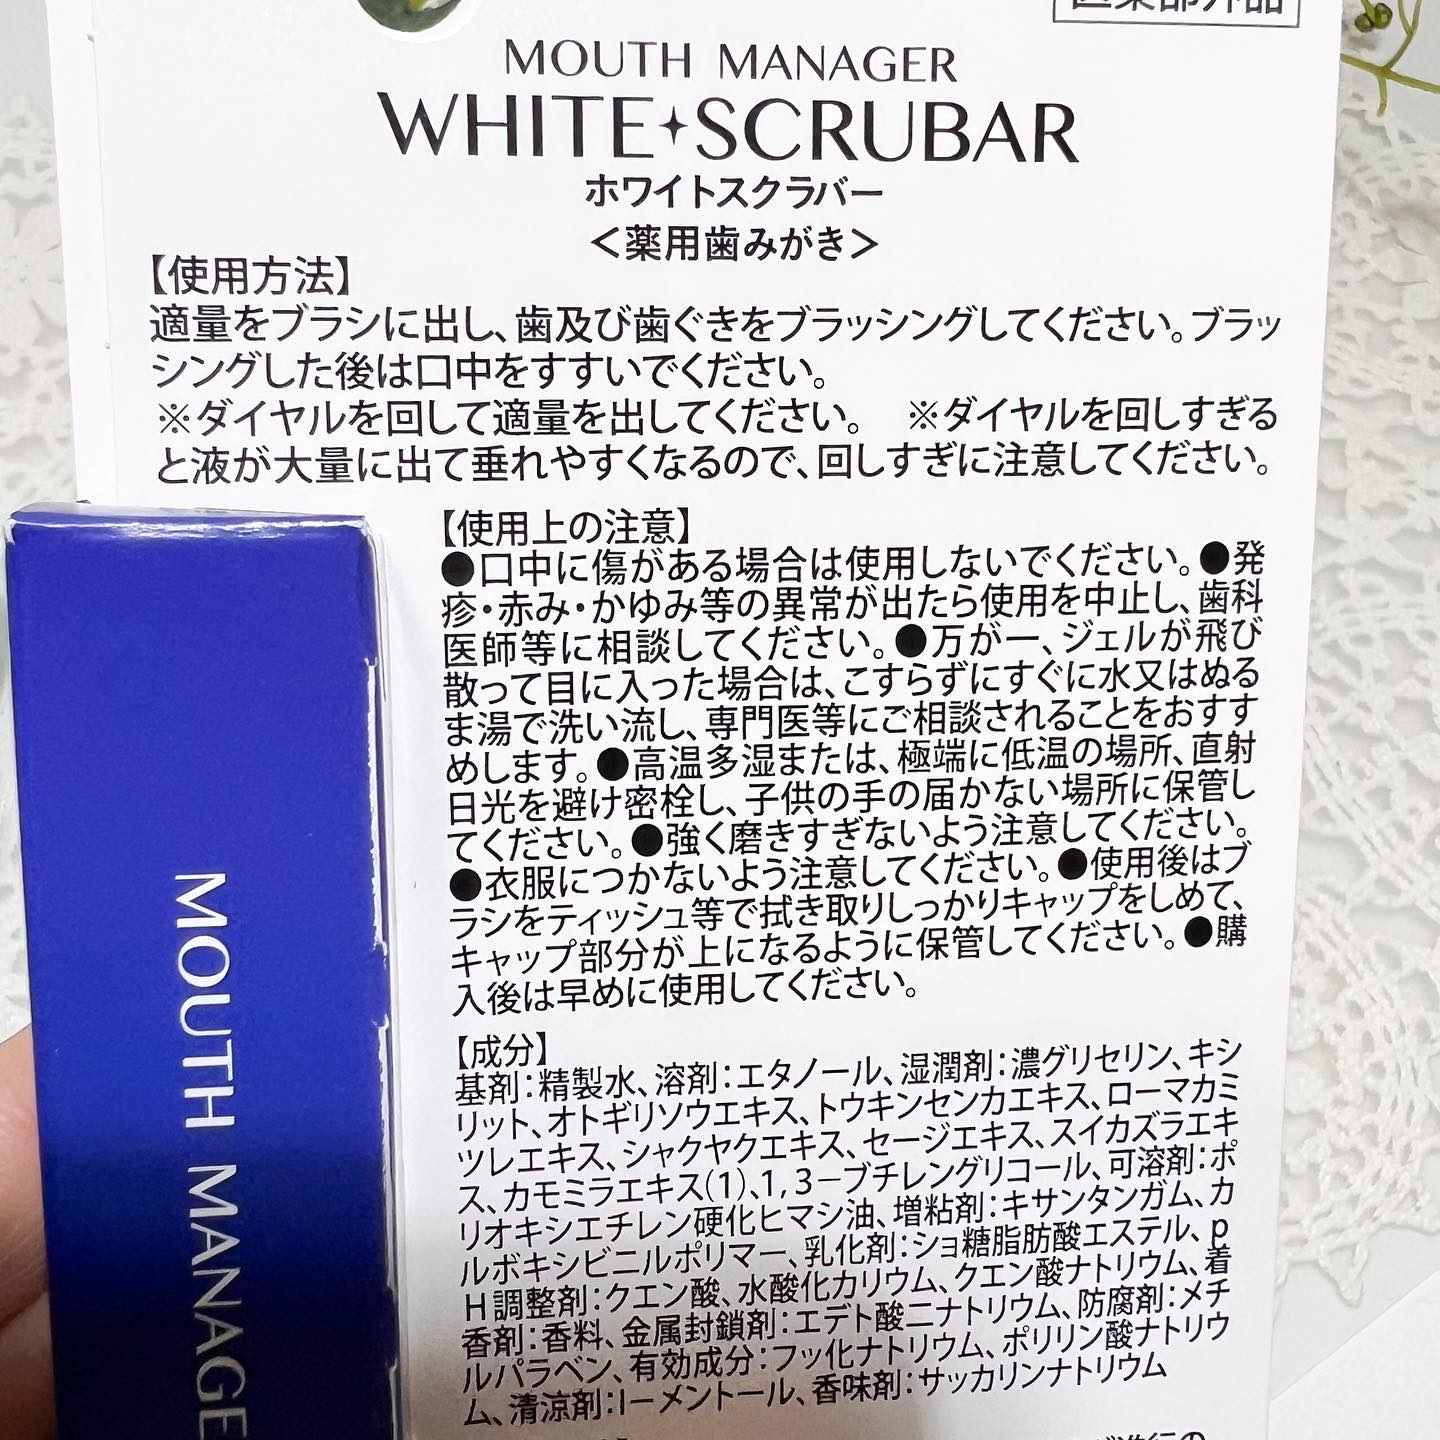 医薬部外品
MOUTH MANAGER
WHITE✦SCRUBAR
ホワイトスクラバー
＜薬用歯みがき＞
【使用方法】
適量をブラシに出し、歯及び歯ぐきをブラッシングしてください。ブラッ
シングした後は口中をすすいでください。
※ダイヤルを回して適量を出してください。　※ダイヤルを回しすぎる
と液が大量に出て垂れやすくなるので、回しすぎに注意してください。
【使用上の注意】
●口中に傷がある場合は使用しないでください。●発
疹・赤み・かゆみ等の異常が出たら使用を中止し、歯科
医師等に相談してください。●万が一、ジェルが飛び
散って目に入った場合は、こすらずにすぐに水又はぬる
ま湯で洗い流し、専門医等にご相談されることをおすす
めします。●高温多湿または、極端に低温の場所、直射
日光を避け密栓し、子供の手の届かない場所に保管し
てください。●強く磨きすぎないよう注意してください。
●衣服につかないよう注意してください。●使用後はブ
ラシをティッシュ等で拭き取りしっかりキャップをしめて、
キャップ部分が上になるように保管してください。●購
入後は早めに使用してください。
【成分】
基剤：精製水、溶剤：エタノール、湿潤剤：濃グリセリン、キシ
リット、オトギリソウエキス、トウキンセンカエキス、ローマカミ
ツレエキス、シャクヤクエキス、セージエキス、スイカズラエキ
ス、カモミラエキス(1)、1,3－ブチレングリコール、可溶剤：ポ
リオキシエチレン硬化ヒマシ油、増粘剤：キサンタンガム、カ
ルボキシビニルポリマー、乳化剤：ショ糖脂肪酸エステル、p
H調整剤：クエン酸、水酸化カリウム、クエン酸ナトリウム、着
香剤：香料、金属封鎖剤：エデト酸二ナトリウム、防腐剤：メチ
ルパラベン、有効成分：フッ化ナトリウム、ポリリン酸ナトリウ
ム、清涼剤：l－メントール、香味剤：サッカリンナトリウム
MOUTH MANAGE